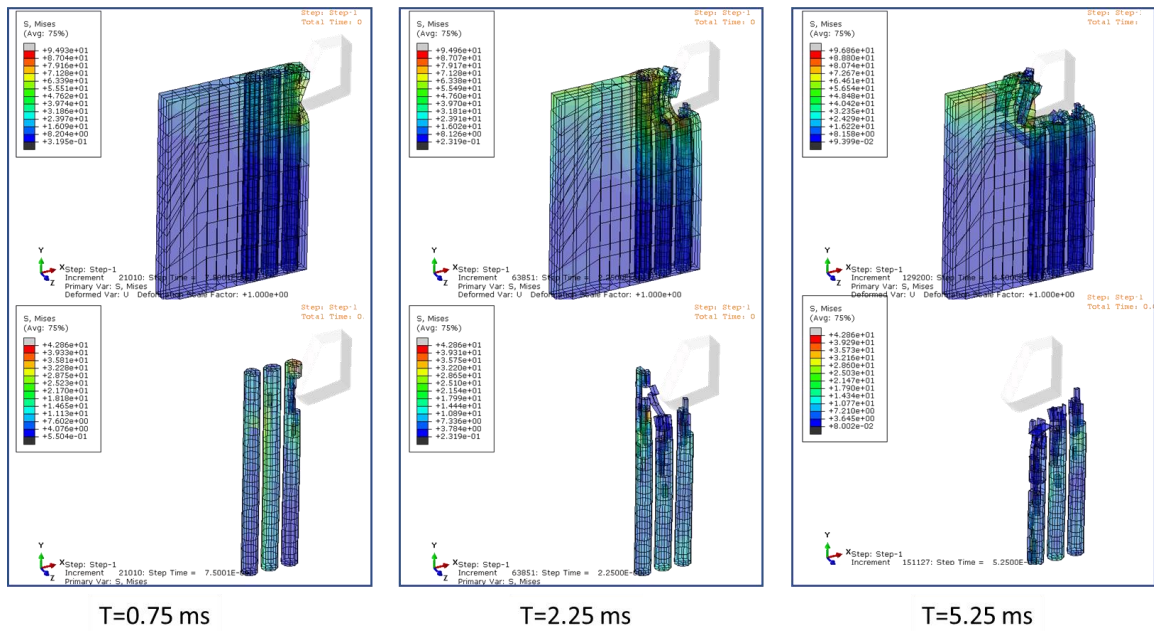 S, Mises
(Avg: 75%)
+9.493e+01
+8.704e+01
+7.916e+01
+7.128e+01
+6.339e+01
+5.551e+01
+4.762e+01
+3.974e+01
+3.186e+01
+2.397e+01
+1.609e+01
+8.204e+00
+3.195e-01
Step: Step-1
Total Time: 0
Y
X
Z
Step: Step-1
Increment 21010: Step Time =
Primary Var: S, Mises
Deformed Var: U Deformation Scale Factor: +1.000e+00
S, Mises
(Avg: 75%)
+9.496e+01
+8.707e+01
+7.917e+01
+7.128e+01
+6.338e+01
+5.549e+01
+4.760e+01
+3.970e+01
+3.181e+01
+2.391e+01
+1.602e+01
+8.126e+00
+2.319e-01
Step: Step-1
Total Time: 0
Y
X
Z
Step: Step-1
Increment 63851: Step Time =
Primary Var: S, Mises
Deformed Var: U Deformation Scale Factor: +1.000e+00
S, Mises
(Avg: 75%)
+9.686e+01
+8.880e+01
+8.074e+01
+7.267e+01
+6.461e+01
+5.654e+01
+4.848e+01
+4.042e+01
+3.235e+01
+2.429e+01
+1.622e+01
+8.158e+00
+9.399e-02
Step: Step-1
Total Time:
Y
X
Z
Step: Step-1
Increment 129200: Step Time =
Primary Var: S, Mises
Deformed Var: U Deformation Scale Factor: +1.000e+00
S, Mises
(Avg: 75%)
+4.286e+01
+3.933e+01
+3.581e+01
+3.228e+01
+2.875e+01
+2.523e+01
+2.170e+01
+1.818e+01
+1.465e+01
+1.113e+01
+7.602e+00
+4.076e+00
+5.504e-01
Step: Step-1
Total Time: 0.
Y
X
Z
Step: Step-1
Increment 21010: Step Time = 7.5001E-
Primary Var: S, Mises
S, Mises
(Avg: 75%)
+4.286e+01
+3.931e+01
+3.575e+01
+3.220e+01
+2.865e+01
+2.510e+01
+2.154e+01
+1.799e+01
+1.444e+01
+1.089e+01
+7.336e+00
+3.784e+00
+2.319e-01
Step: Step-1
Total Time: 0
Y
X
Z
Step: Step-1
Increment 63851: Step Time = 2.2500E-
Primary Var: S, Mises
S, Mises
(Avg: 75%)
+4.286e+01
+3.929e+01
+3.573e+01
+3.216e+01
+2.860e+01
+2.503e+01
+2.147e+01
+1.790e+01
+1.434e+01
+1.077e+01
+7.210e+00
+3.645e+00
+8.002e-02
Step: Step-1
Total Time: 0.
Y
X
Z
Step: Step-1
Increment 151127: Step Time = 5.2500E-
T=0.75 ms
T=2.25 ms
T=5.25 ms